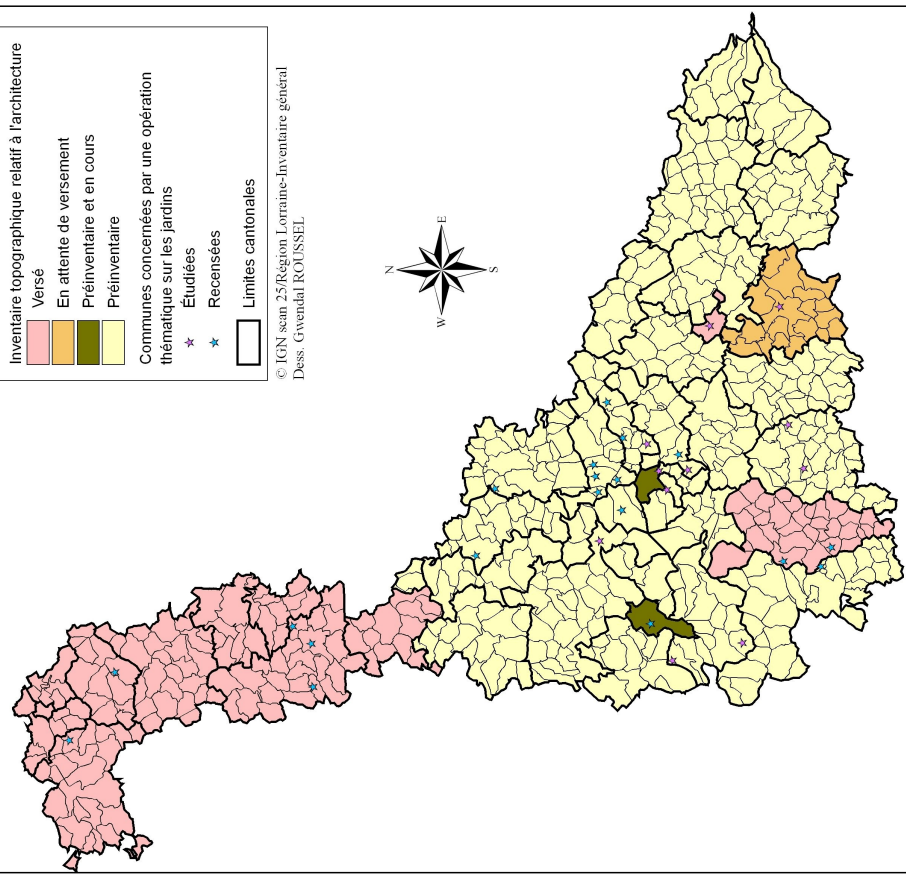 Inventaire topographique relatif à l'architecture
Versé
En attente de versement
Préinventaire et en cours
Préinventaire
Communes concernées par une opération
thématique sur les jardins
Étudiées
Recensées
Limites cantonales
© IGN scan 25/Région Lorraine-Inventaire général
Dess. Gwendal ROUSSEL
N
W
E
S